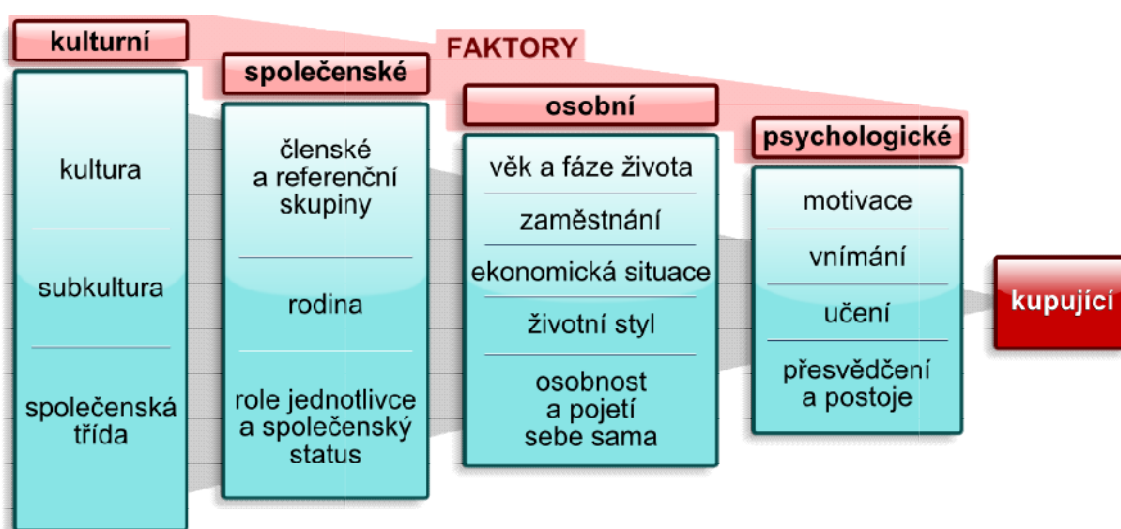 FAKTORY
kulturní
kultura
subkultura
společenská
třída
společenské
členské
a referenční
skupiny
rodina
role jednotlivce
a společenský
status
osobní
věk a fáze života
zaměstnání
ekonomická situace
životní styl
osobnost
a pojetí
sebe sama
psychologické
motivace
vnímání
učení
přesvědčení
a postoje
kupující